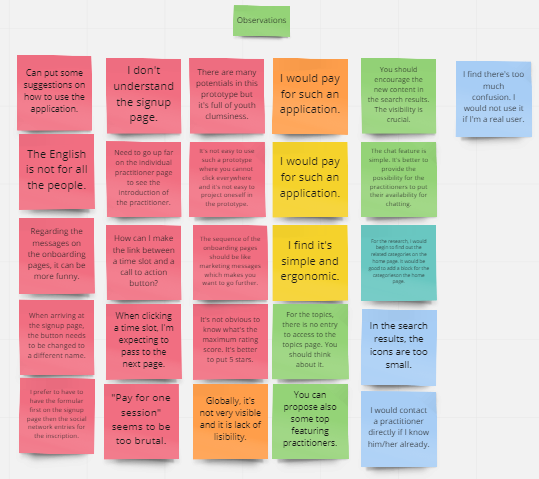 Observations
Can put some
suggestions on
how to use the
application.
I don't
understand
the signup
page.
There are many
potentials in this
prototype but
it's full of youth
clumsiness.
I would pay
for such an
application.
You should
encourage the
new content in
the search results.
The visibility is
crucial.
I find there's too
much
confusion. I
would not use it
if I'm a real user.
The English
is not for all
the people.
Need to go up far
on the individual
practitioner page
to see the
introduction of
the practitioner.
It's not easy to use
such a prototype
where you cannot
click everywhere
and it's not easy to
project oneself in
the prototype.
I would pay
for such an
application.
The chat feature is
simple. It's better to
provide the
possibility for the
practitioners to put
their availability for
chatting.
Regarding the
messages on
the onboarding
pages, it can be
more funny.
How can I make
the link between
a time slot and a
call to action
button?
The sequence of the
onboarding pages
should be like
marketing messages
which makes you
want to go further.
I find it's
simple and
ergonomic.
For the research, I would
begin to find out the
related categories on the
home page. It would be
good to add a block for the
categories on the home
page.
When arriving at
the signup page,
the button needs
to be changed to
a different name.
When clicking
a time slot, I'm
expecting to
pass to the
next page.
It's not obvious to
know what's the
maximum rating
score. It's better
to put 5 stars.
For the topics,
there is no entry
to access to the
topics page. You
should think
about it.
In the search
results, the
icons are too
small.
I prefer to have to
have the formular
first on the signup
page then the social
network entries for
the inscription.
"Pay for one
session"
seems to be
too brutal.
Globally, it's
not very visible
and it is lack of
lisibility.
You can
propose also
some top
featuring
practitioners.
I would contact
a practitioner
directly if I know
him/her already.